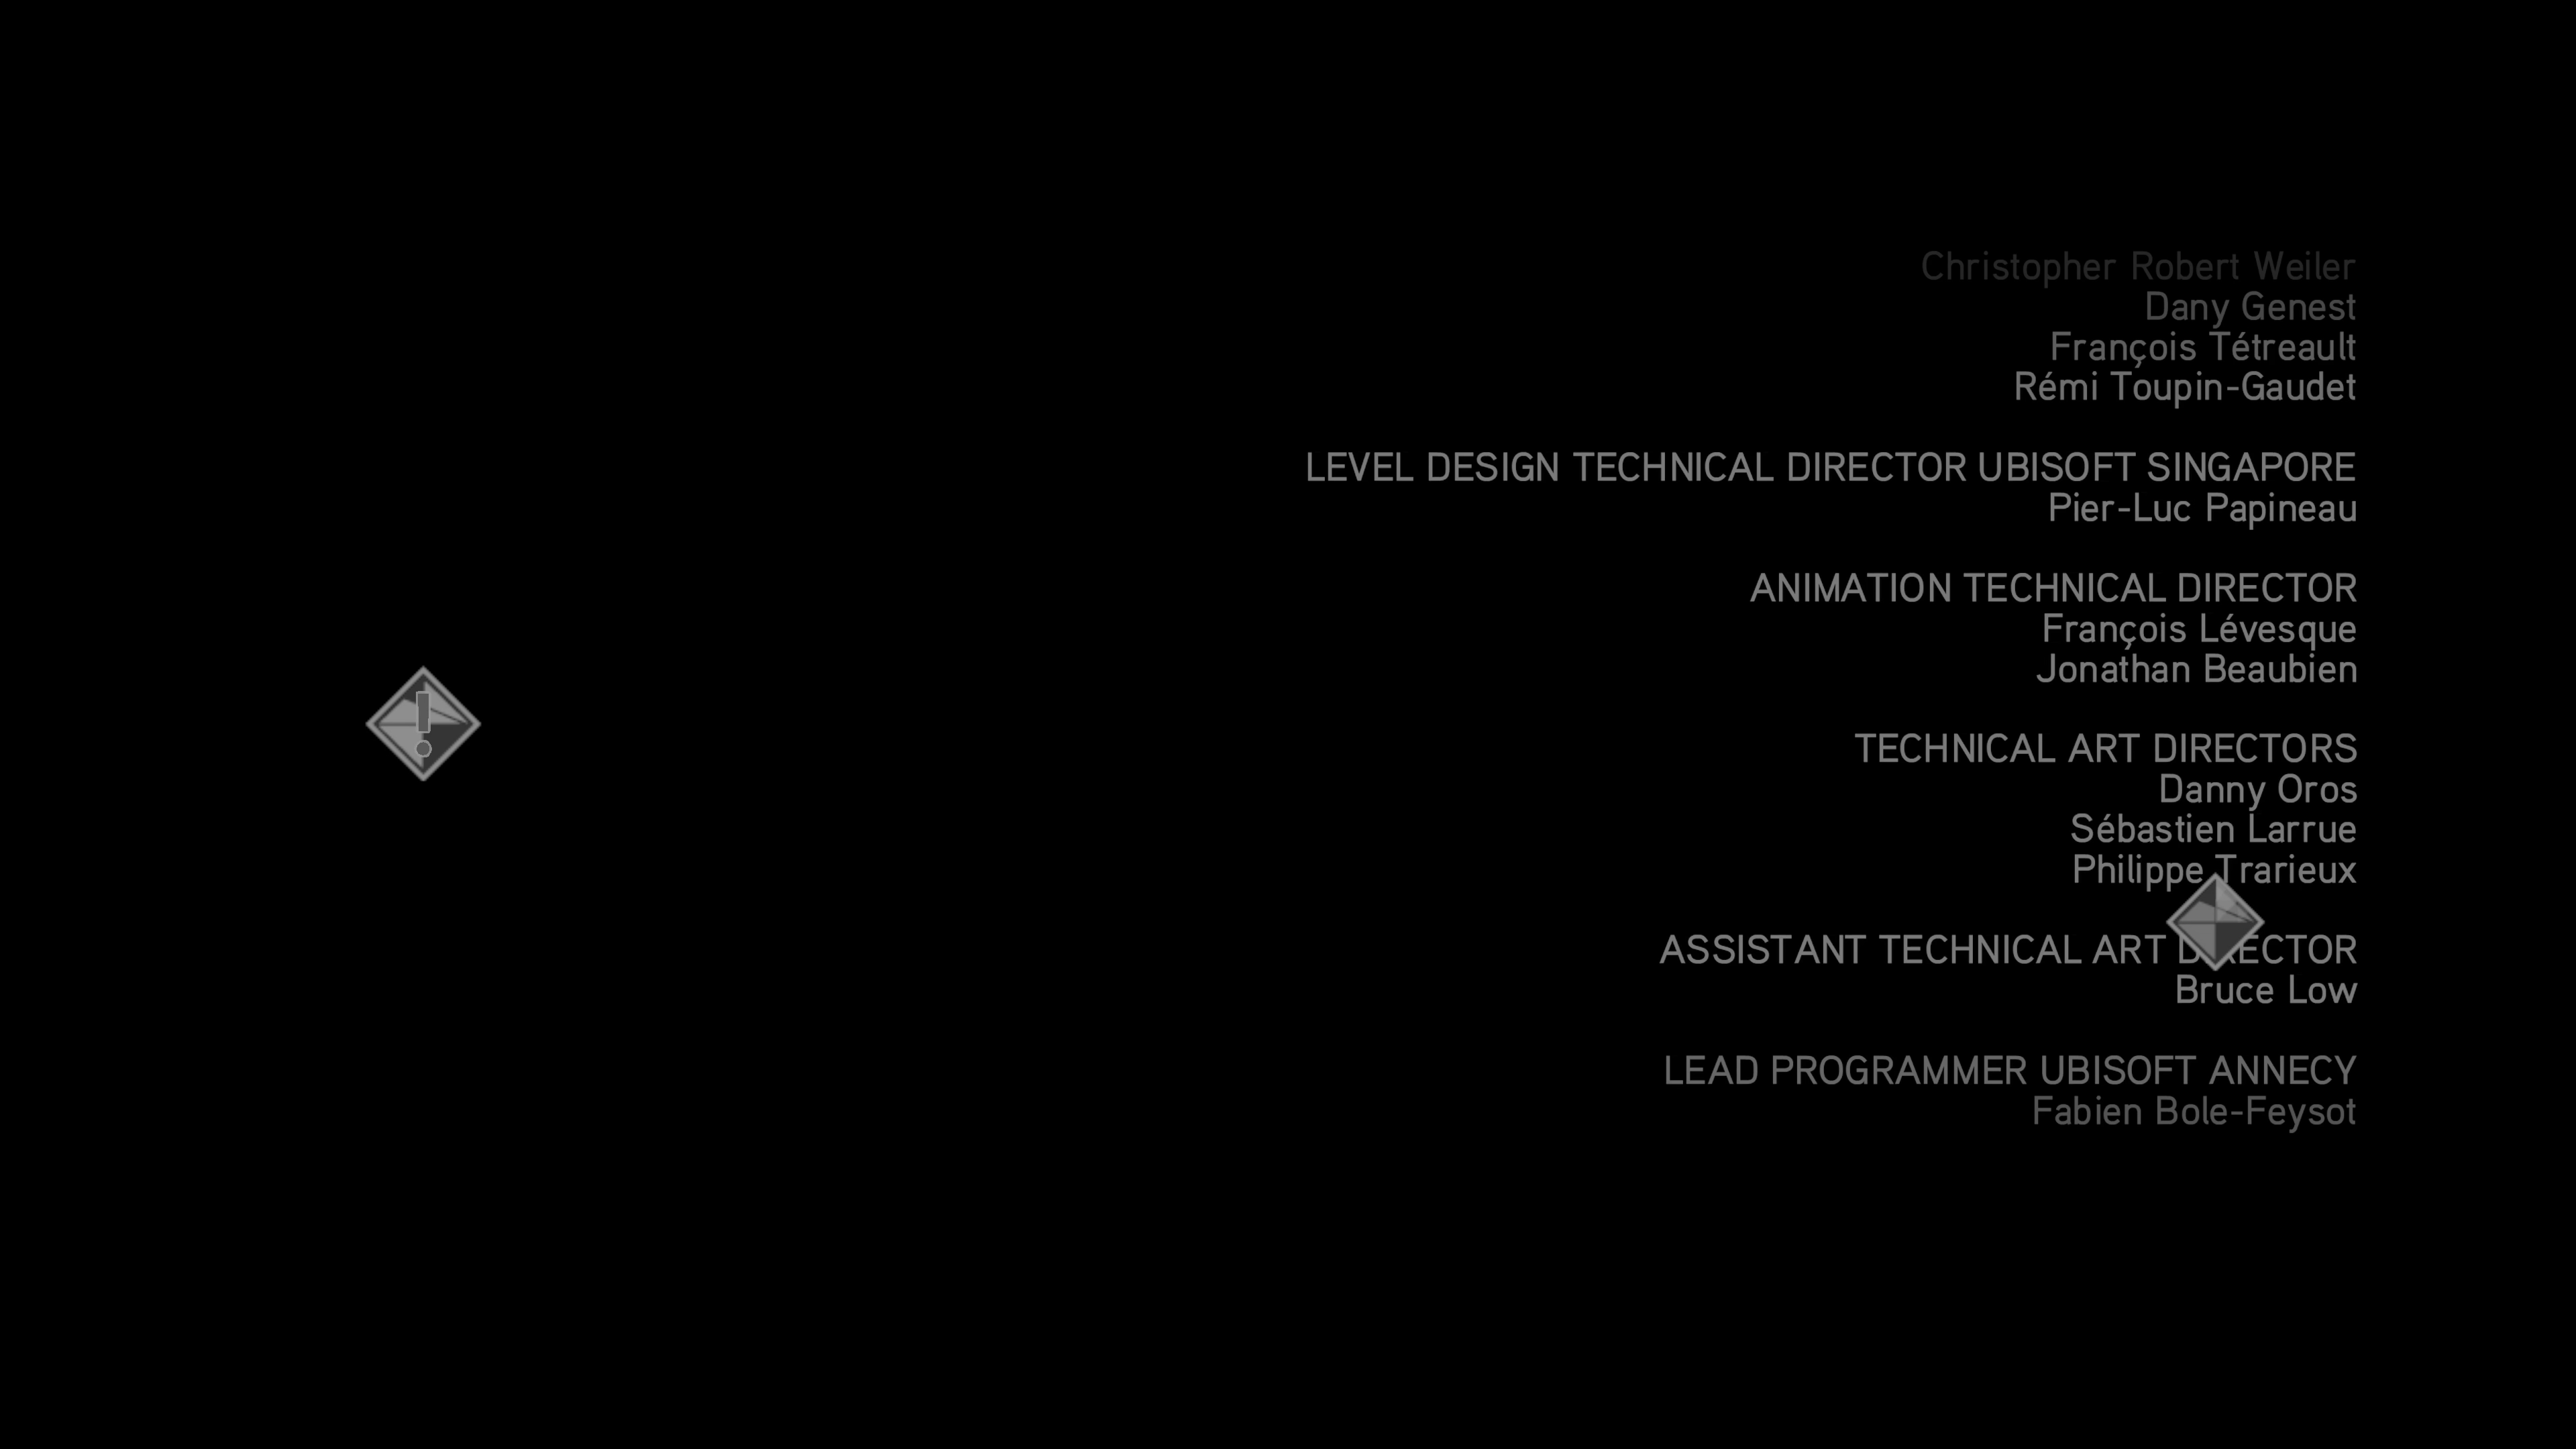 Christopher Robert Weiler
Dany Genest
François Tétreault
Rémi Toupin-Gaudet
LEVEL DESIGN TECHNICAL DIRECTOR UBISOFT SINGAPORE
Pier-Luc Papineau
ANIMATION TECHNICAL DIRECTOR
François Lévesque
Jonathan Beaubien
TECHNICAL ART DIRECTORS
Danny Oros
Sébastien Larrue
Philippe Trarieux
ASSISTANT TECHNICAL ART DIRECTOR
Bruce Low
LEAD PROGRAMMER UBISOFT ANNECY
Fabien Bole-Feysot